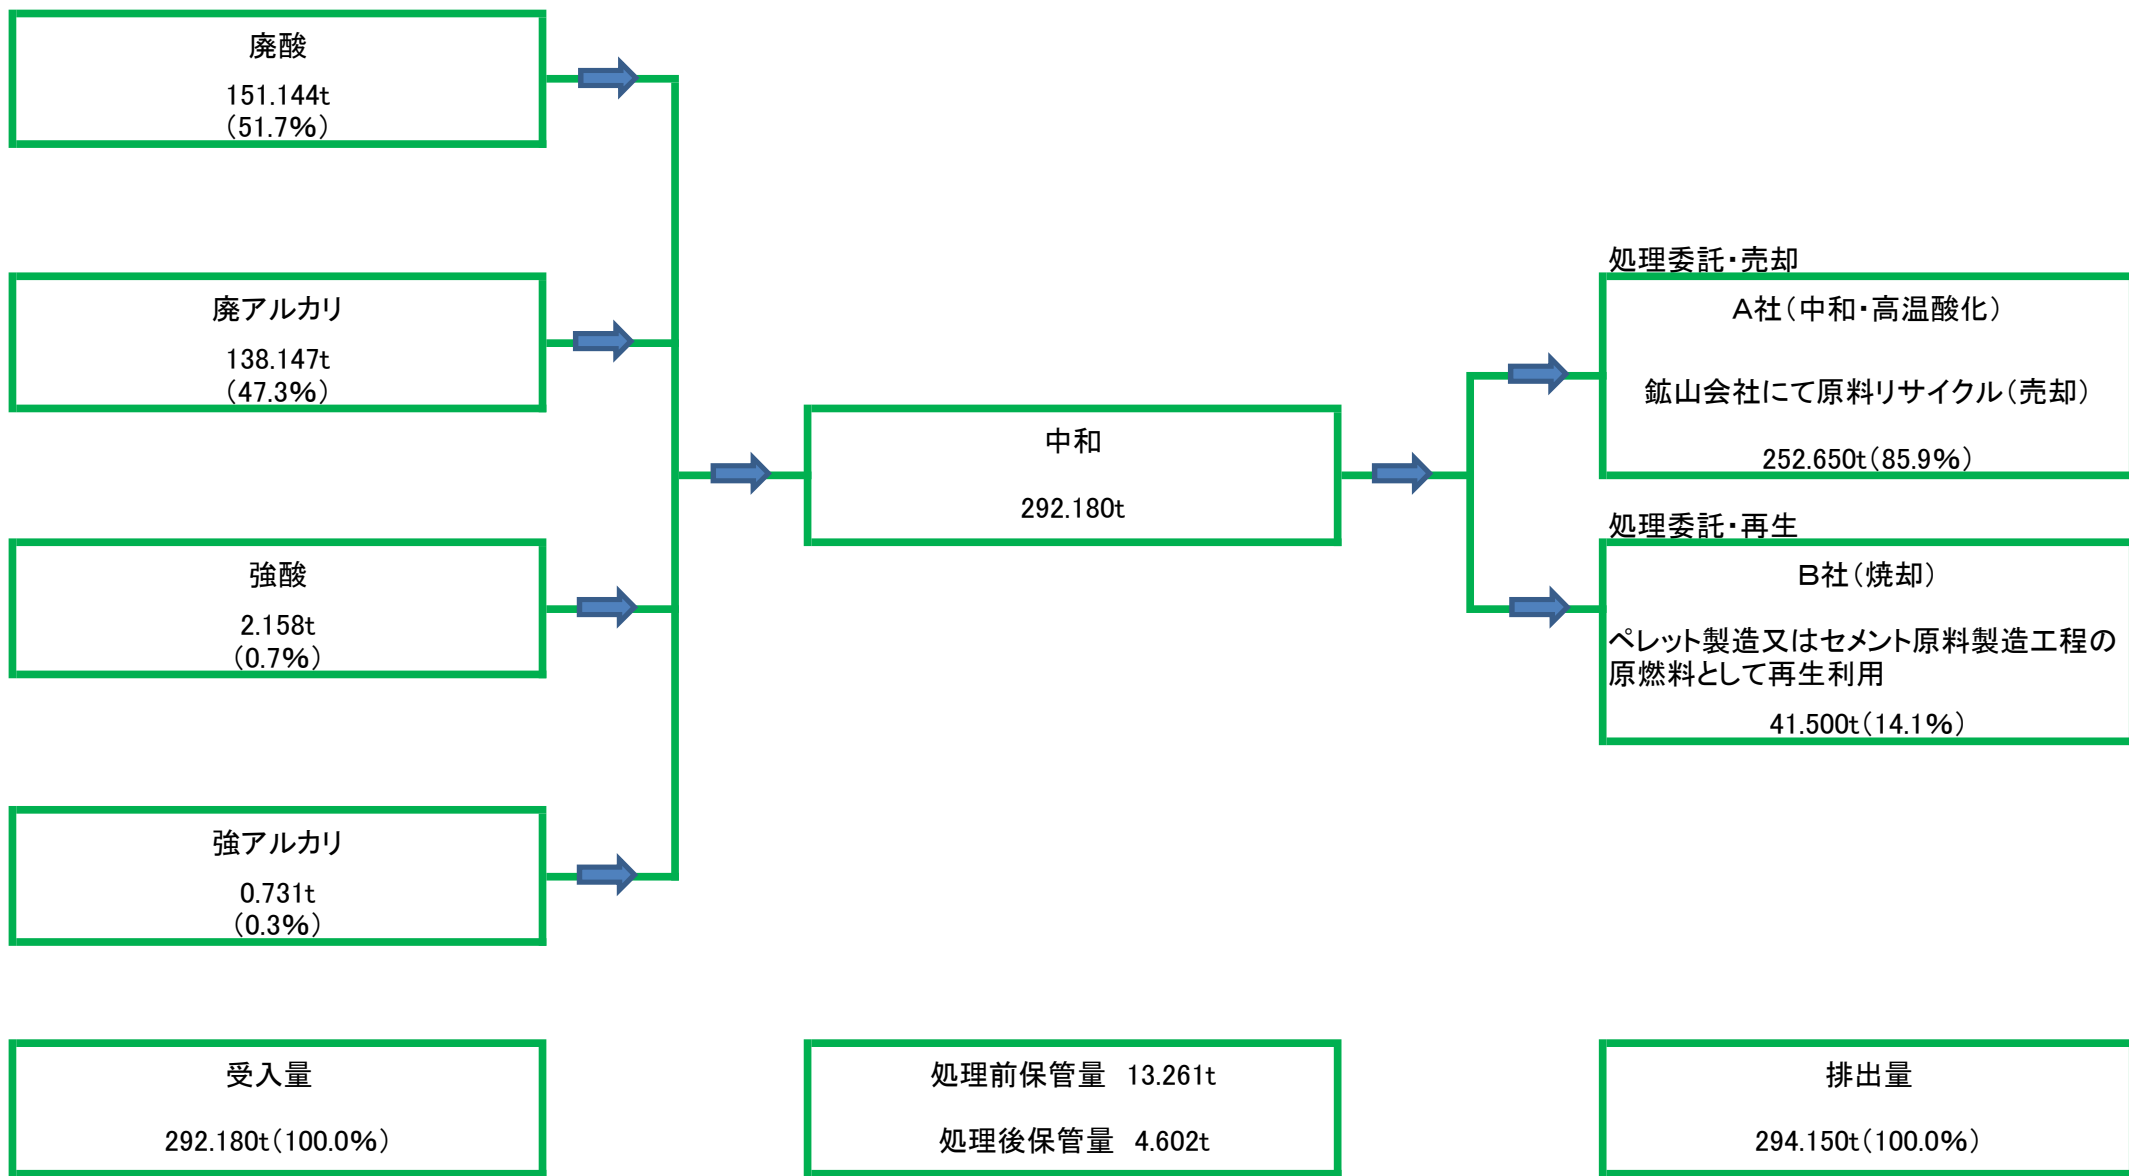 廃酸
151.144t
(51.7%)
廃アルカリ
138.147t
(47.3%)
強酸
2.158t
(0.7%)
強アルカリ
0.731t
(0.3%)
中和
292.180t
処理委託・売却
A社(中和・高温酸化)
鉱山会社にて原料リサイクル(売却)
252.650t(85.9%)
処理委託・再生
B社(焼却)
ペレット製造又はセメント原料製造工程の
原燃料として再生利用
41.500t(14.1%)
受入量
292.180t(100.0%)
処理前保管量 13.261t
処理後保管量 4.602t
排出量
294.150t(100.0%)